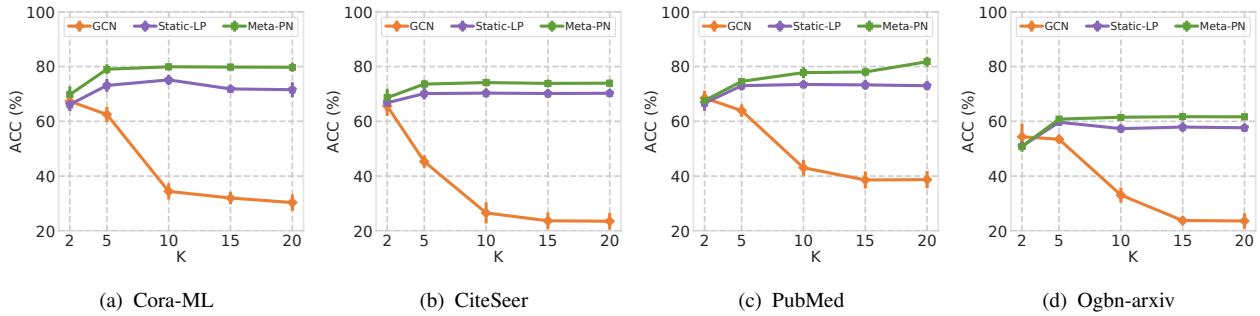 100
80
60
40
20
ACC (%)
GCN Static-LP Meta-PN
2 5 10 15 20
K
(a) Cora-ML
100
80
60
40
20
ACC (%)
GCN Static-LP Meta-PN
2 5 10 15 20
K
(b) CiteSeer
100
80
60
40
20
ACC (%)
GCN Static-LP Meta-PN
2 5 10 15 20
K
(c) PubMed
100
80
60
40
20
ACC (%)
GCN Static-LP Meta-PN
2 5 10 15 20
K
(d) Ogbn-arxiv